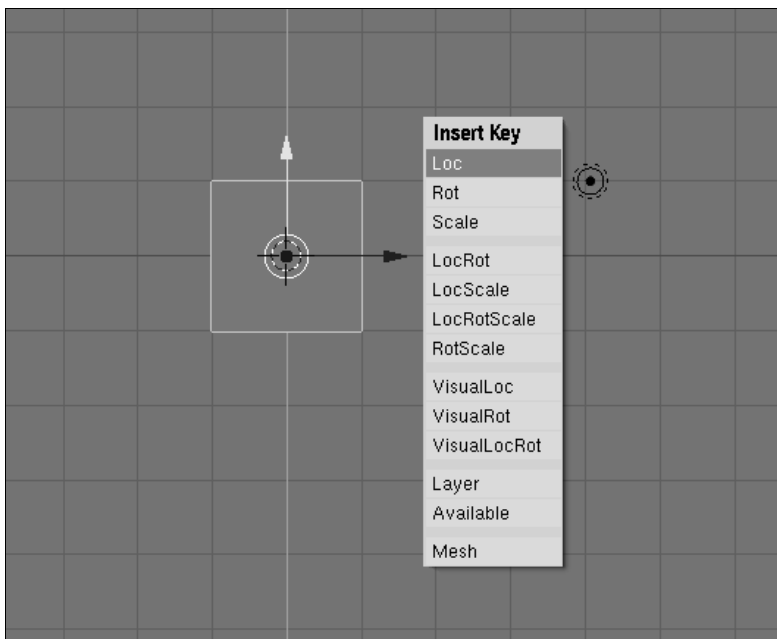 Insert Key
Loc
Rot
Scale
LocRot
LocScale
LocRotScale
RotScale
VisualLoc
VisualRot
VisualLocRot
Layer
Available
Mesh